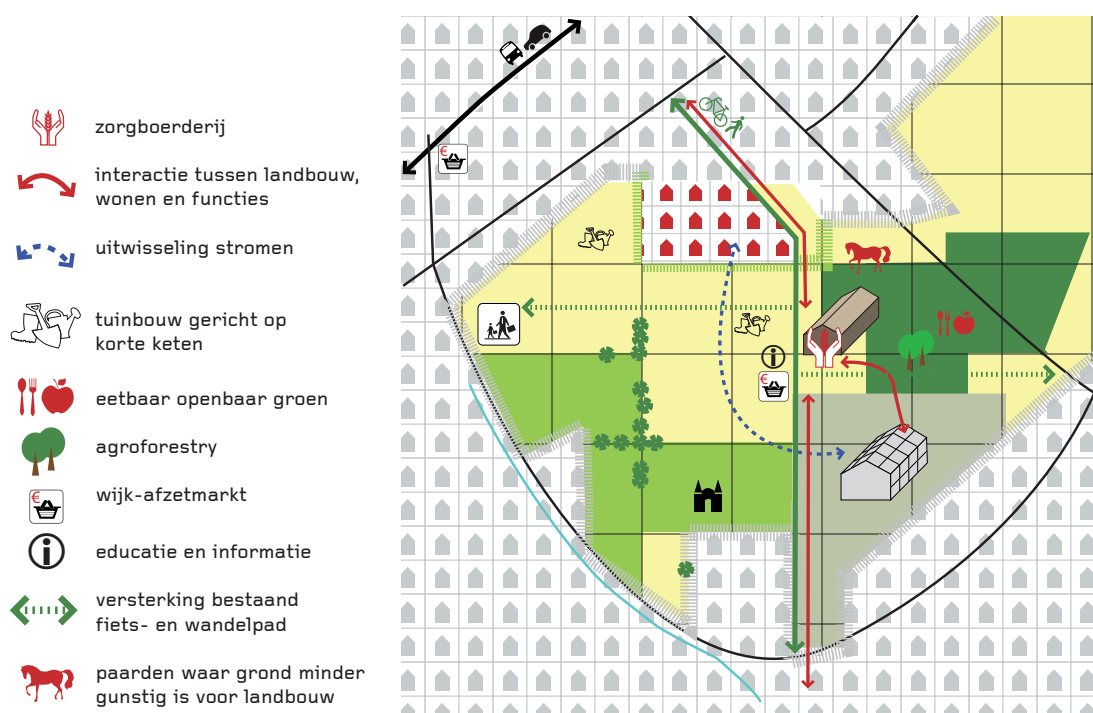 zorgboerderij
interactie tussen landbouw,
wonen en functies
uitwisseling stromen
tuinbouw gericht op
korte keten
eetbaar openbaar groen
agroforestry
€
wijk-afzetmarkt
i
educatie en informatie
versterking bestaand
fiets- en wandelpad
paarden waar grond minder
gunstig is voor landbouw
€
i
€